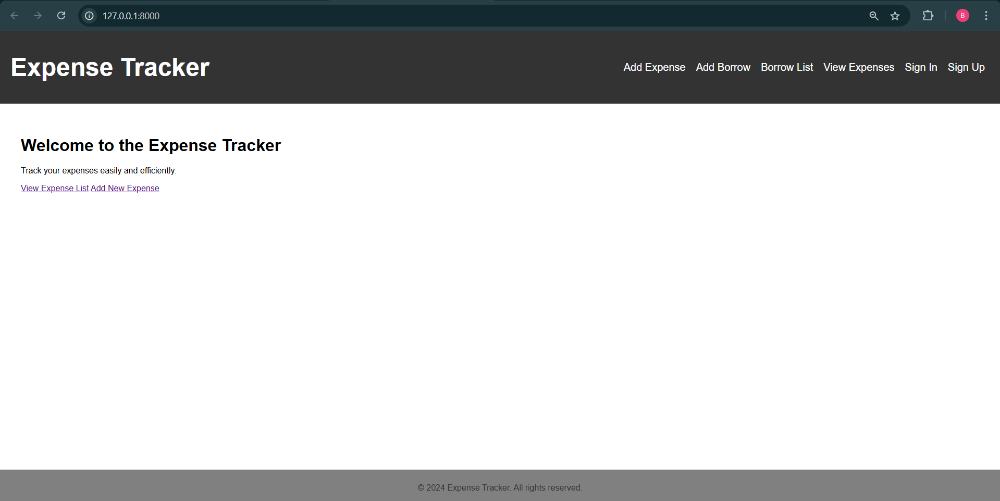 127.0.0.1:8000
B
Expense Tracker
Add Expense Add Borrow Borrow List View Expenses Sign In Sign Up
Welcome to the Expense Tracker
Track your expenses easily and efficiently.
View Expense List Add New Expense
© 2024 Expense Tracker. All rights reserved.